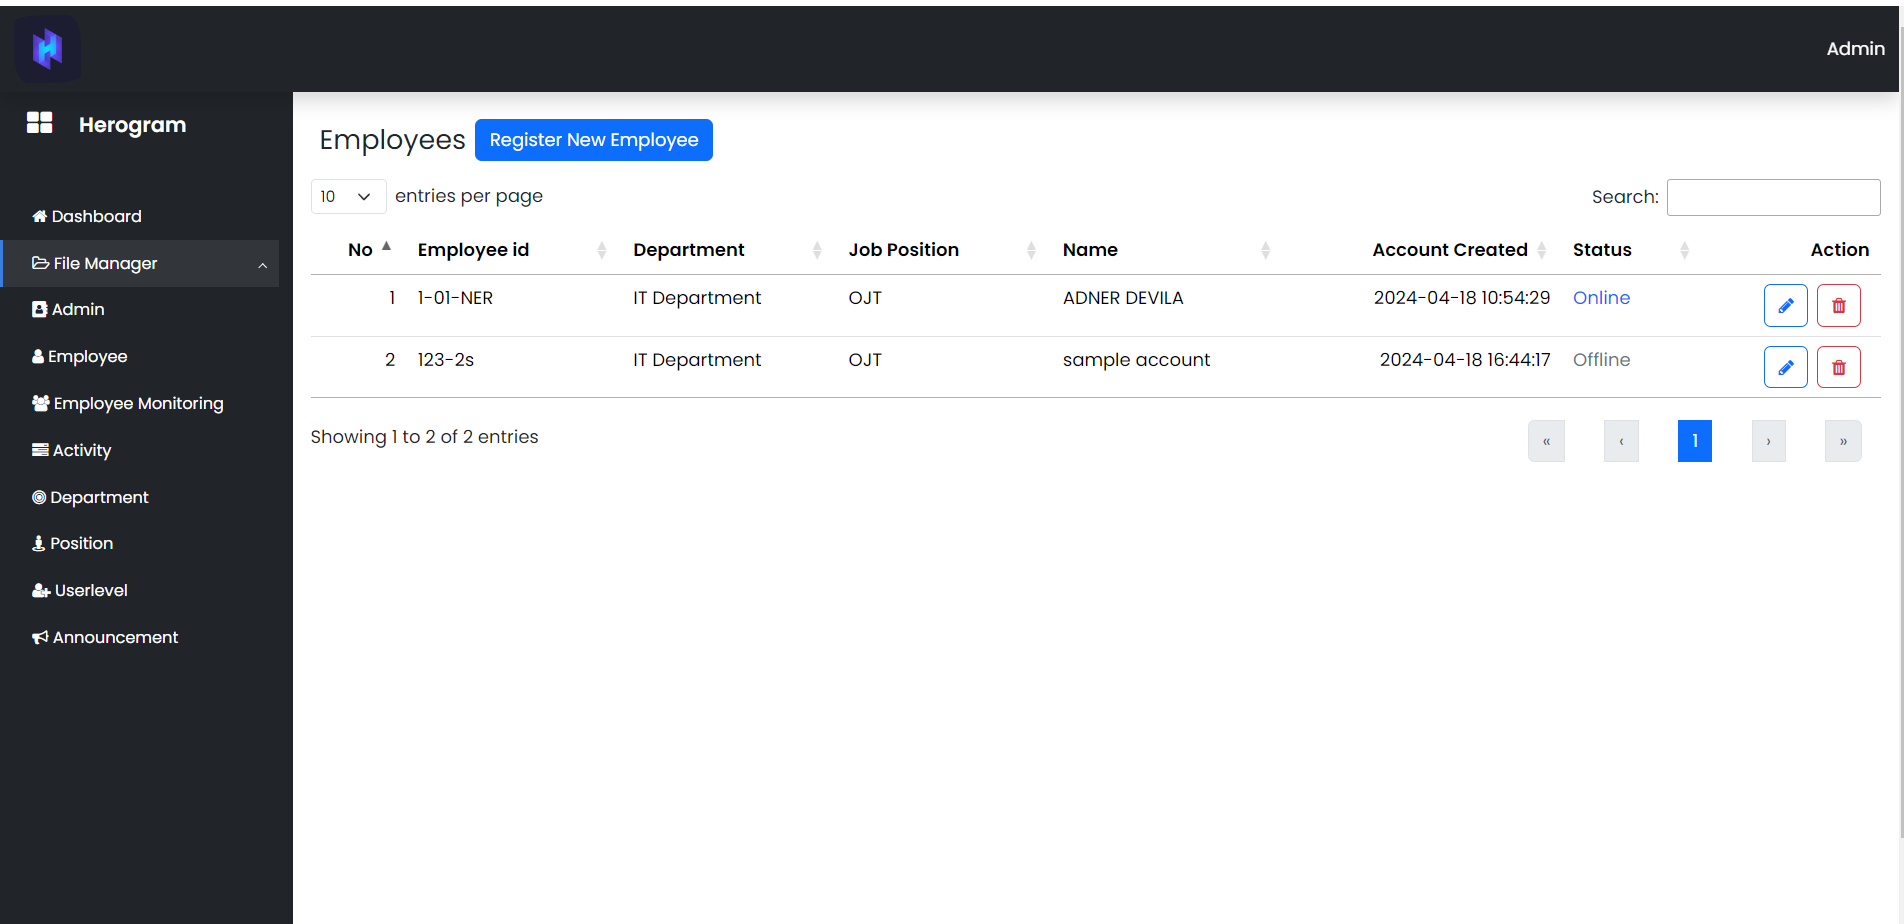 Admin
Herogram
Dashboard
File Manager
Admin
Employee
Employee Monitoring
Activity
Department
Position
Userlevel
Announcement
Employees Register New Employee
10 entries per page Search:
No Employee id Department Job Position Name Account Created Status Action
1 1-01-NER IT Department OJT ADNER DEVILA 2024-04-18 10:54:29 Online
2 123-2s IT Department OJT sample account 2024-04-18 16:44:17 Offline
Showing 1 to 2 of 2 entries « ‹ 1 › »